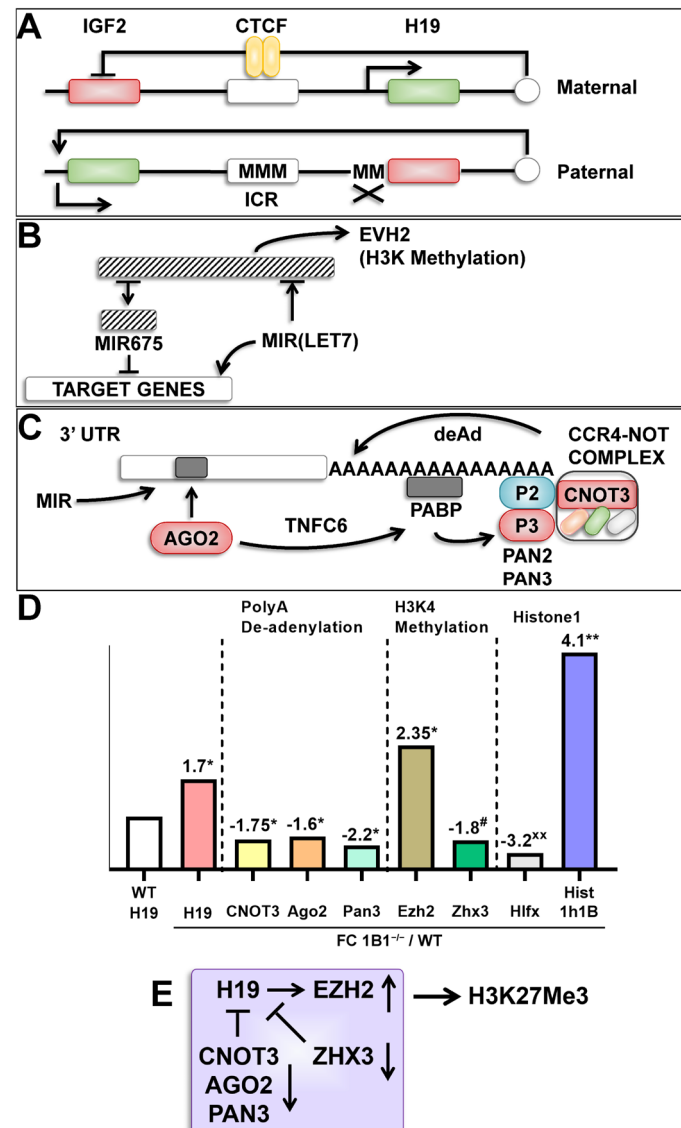 A
IGF2 CTCF H19
Maternal
MMM MM
Paternal
ICR
B
EVH2
(H3K Methylation)
MIR675
MIR(LET7)
TARGET GENES
C
3' UTR
deAd
CCR4-NOT
COMPLEX
AAAAAAAAAAAAAAAA
MIR
PABP
P2
CNOT3
AGO2
TNFC6
P3
PAN2
PAN3
D
PolyA
De-adenylation
H3K4
Methylation
Histone1
4.1**
2.35*
1.7*
-1.75*
-1.6*
-2.2*
-1.8#
-3.2xx
WT
H19
H19 CNOT3 Ago2 Pan3 Ezh2 Zhx3 Hlfx
Hist
1h1B
FC 1B1−/− / WT
E
H19 EZH2 H3K27Me3
CNOT3 ZHX3
AGO2
PAN3